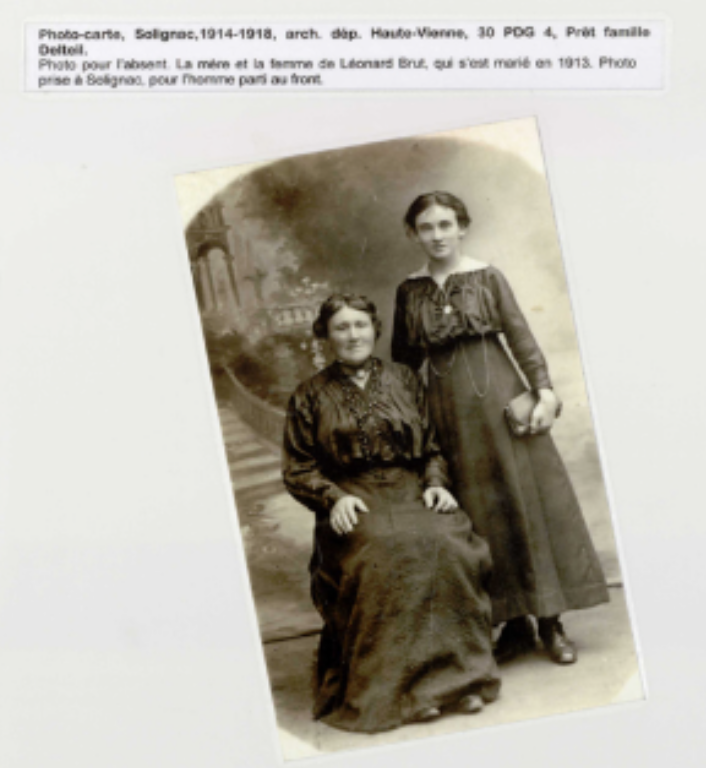 Photo-carte, Solignac,1914-1918, arch. dép. Haute-Vienne, 30 PDG 4, Prêt famille
Delteil.
Photo pour l'absent. La mère et la femme de Léonard Brut, qui s'est marié en 1913. Photo
prise à Solignac, pour l'homme parti au front.